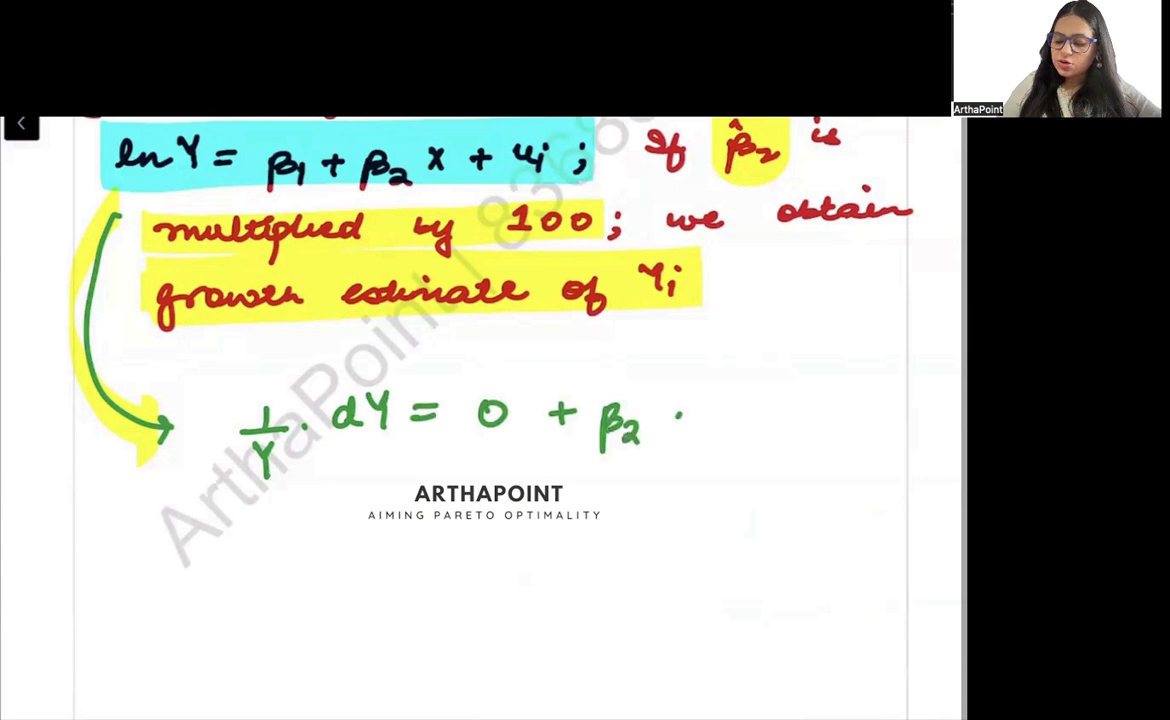 ArthaPoint
ln Y = β₁ + β₂ X + uᵢ ; If β̂₂ is
multiplied by 100 ; we obtain
growth estimate of Yᵢ
1/Y · dY = 0 + β₂ ·
ARTHAPOINT
AIMING PARETO OPTIMALITY
ArthaPoint